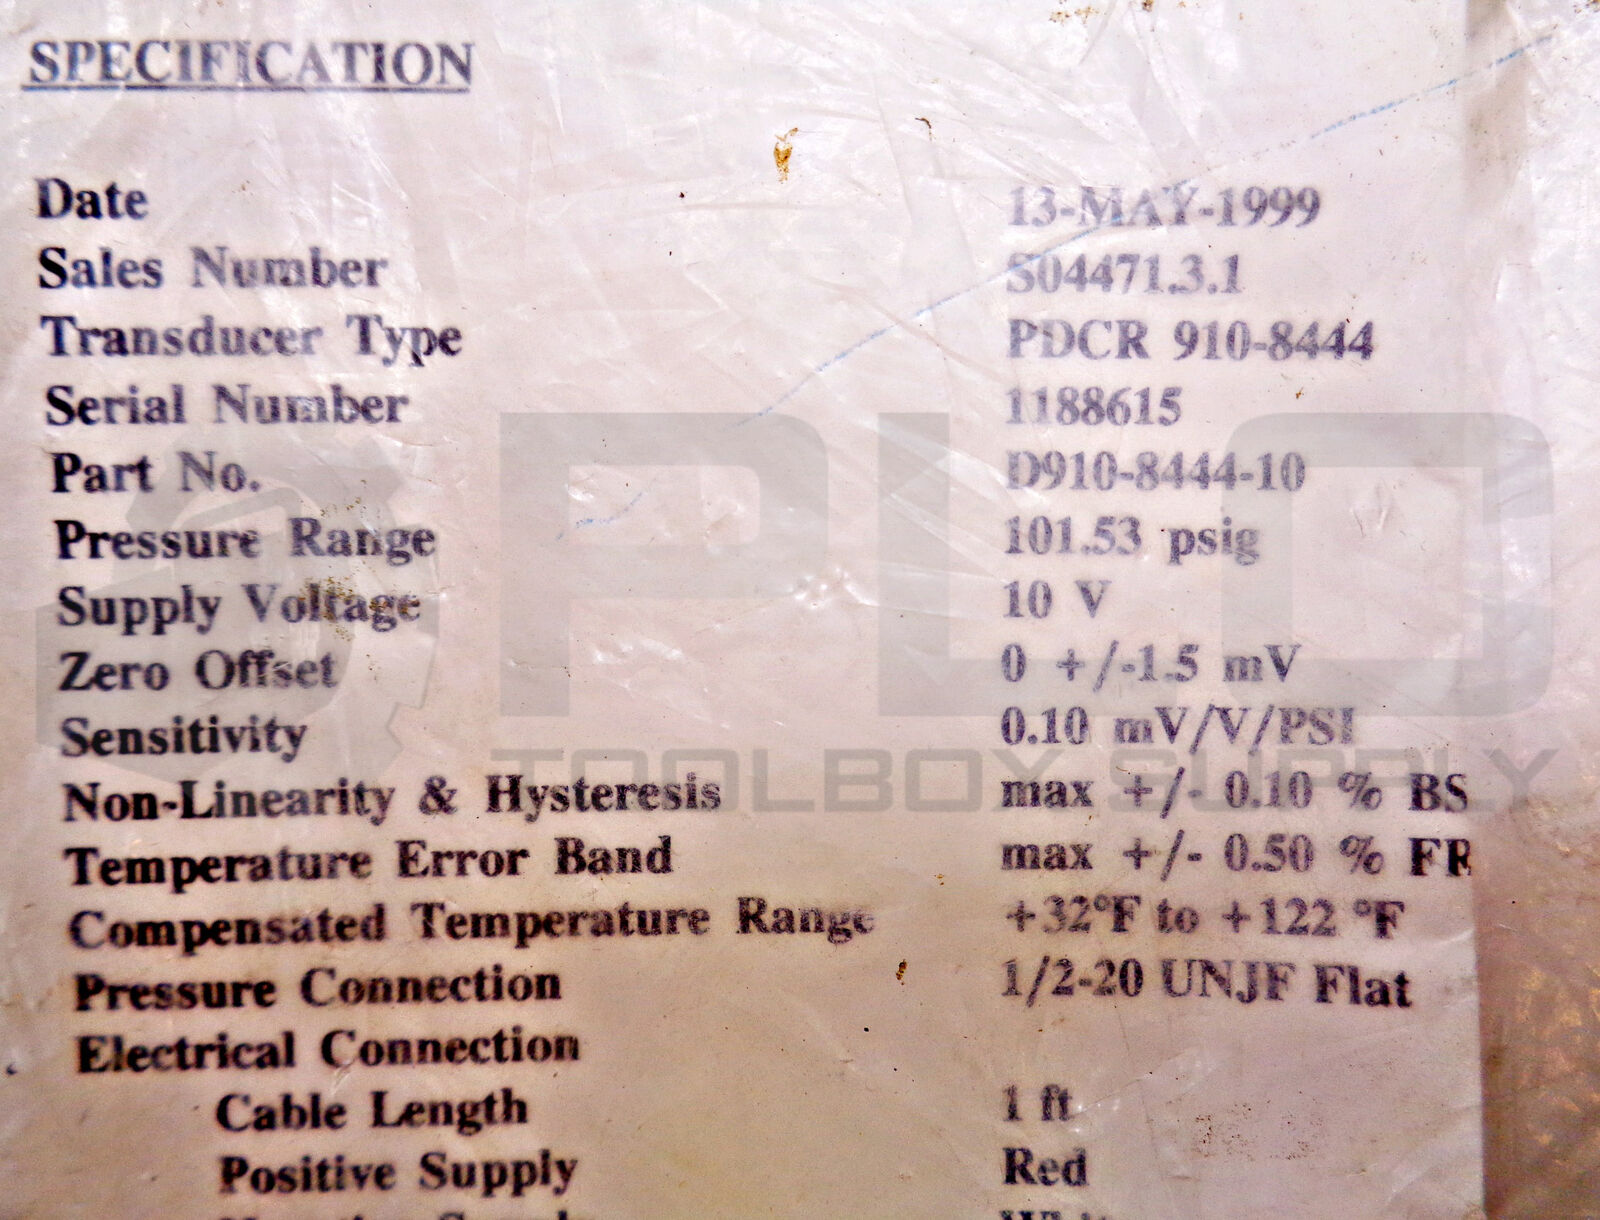 SPECIFICATION
Date 13-MAY-1999
Sales Number S04471.3.1
Transducer Type PDCR 910-8444
Serial Number 1188615
Part No. D910-8444-10
Pressure Range 101.53 psig
Supply Voltage 10 V
Zero Offset 0 +/-1.5 mV
Sensitivity 0.10 mV/V/PSI
Non-Linearity & Hysteresis max +/- 0.10 % BS
Temperature Error Band max +/- 0.50 % FR
Compensated Temperature Range +32°F to +122 °F
Pressure Connection 1/2-20 UNJF Flat
Electrical Connection
Cable Length 1 ft
Positive Supply Red
PLC
TOOLBOX SUPPLY